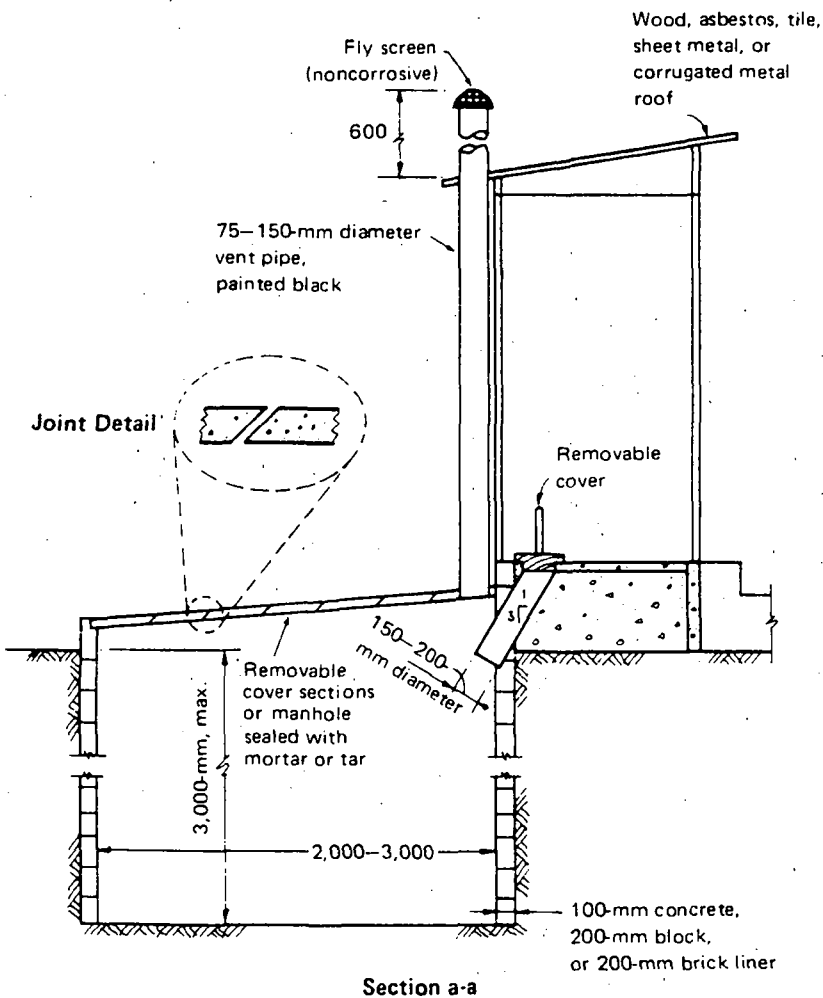 Wood, asbestos, tile,
sheet metal, or
corrugated metal
roof
Fly screen
(noncorrosive)
600
75–150-mm diameter
vent pipe,
painted black
Joint Detail
Removable
cover
1
3
150–200-
mm diameter
Removable
cover sections
or manhole
sealed with
mortar or tar
3,000-mm, max.
2,000–3,000
100-mm concrete,
200-mm block,
or 200-mm brick liner
Section a-a